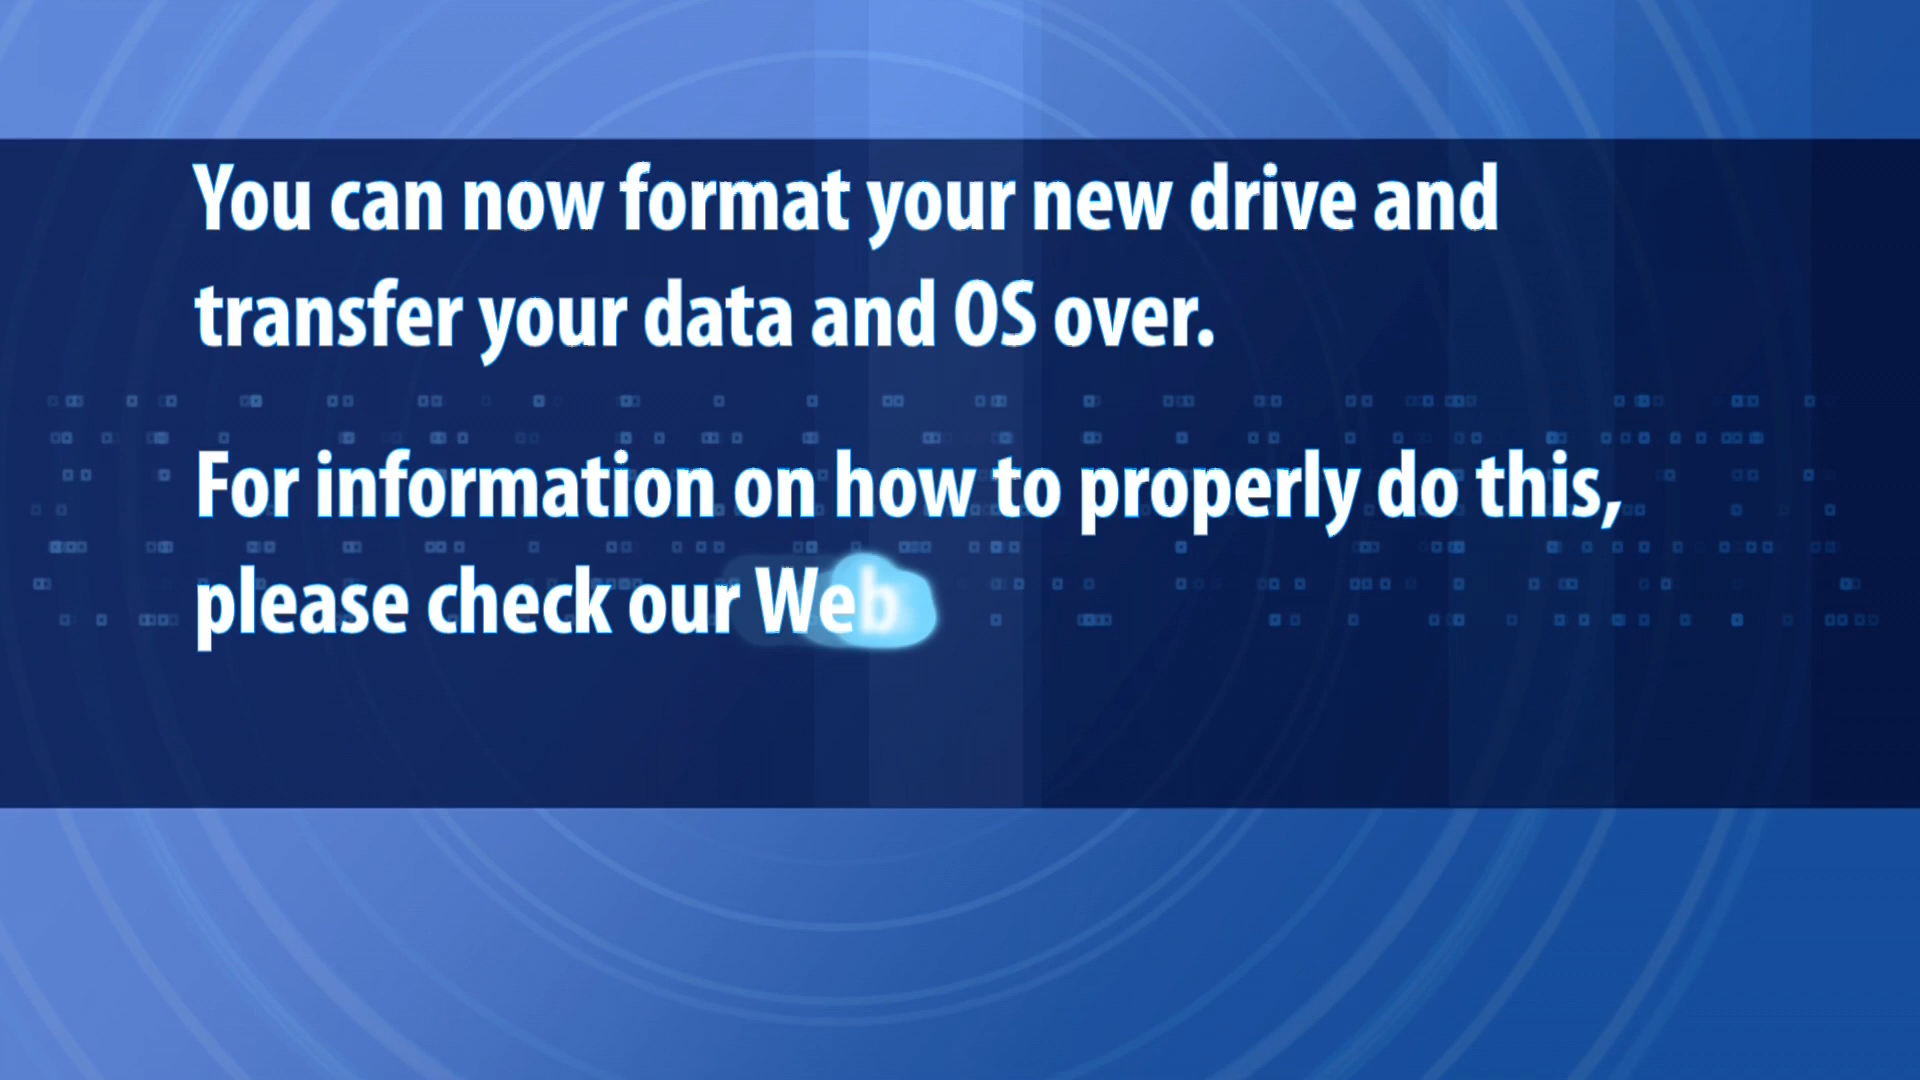 You can now format your new drive and
transfer your data and OS over.
For information on how to properly do this,
please check our Web